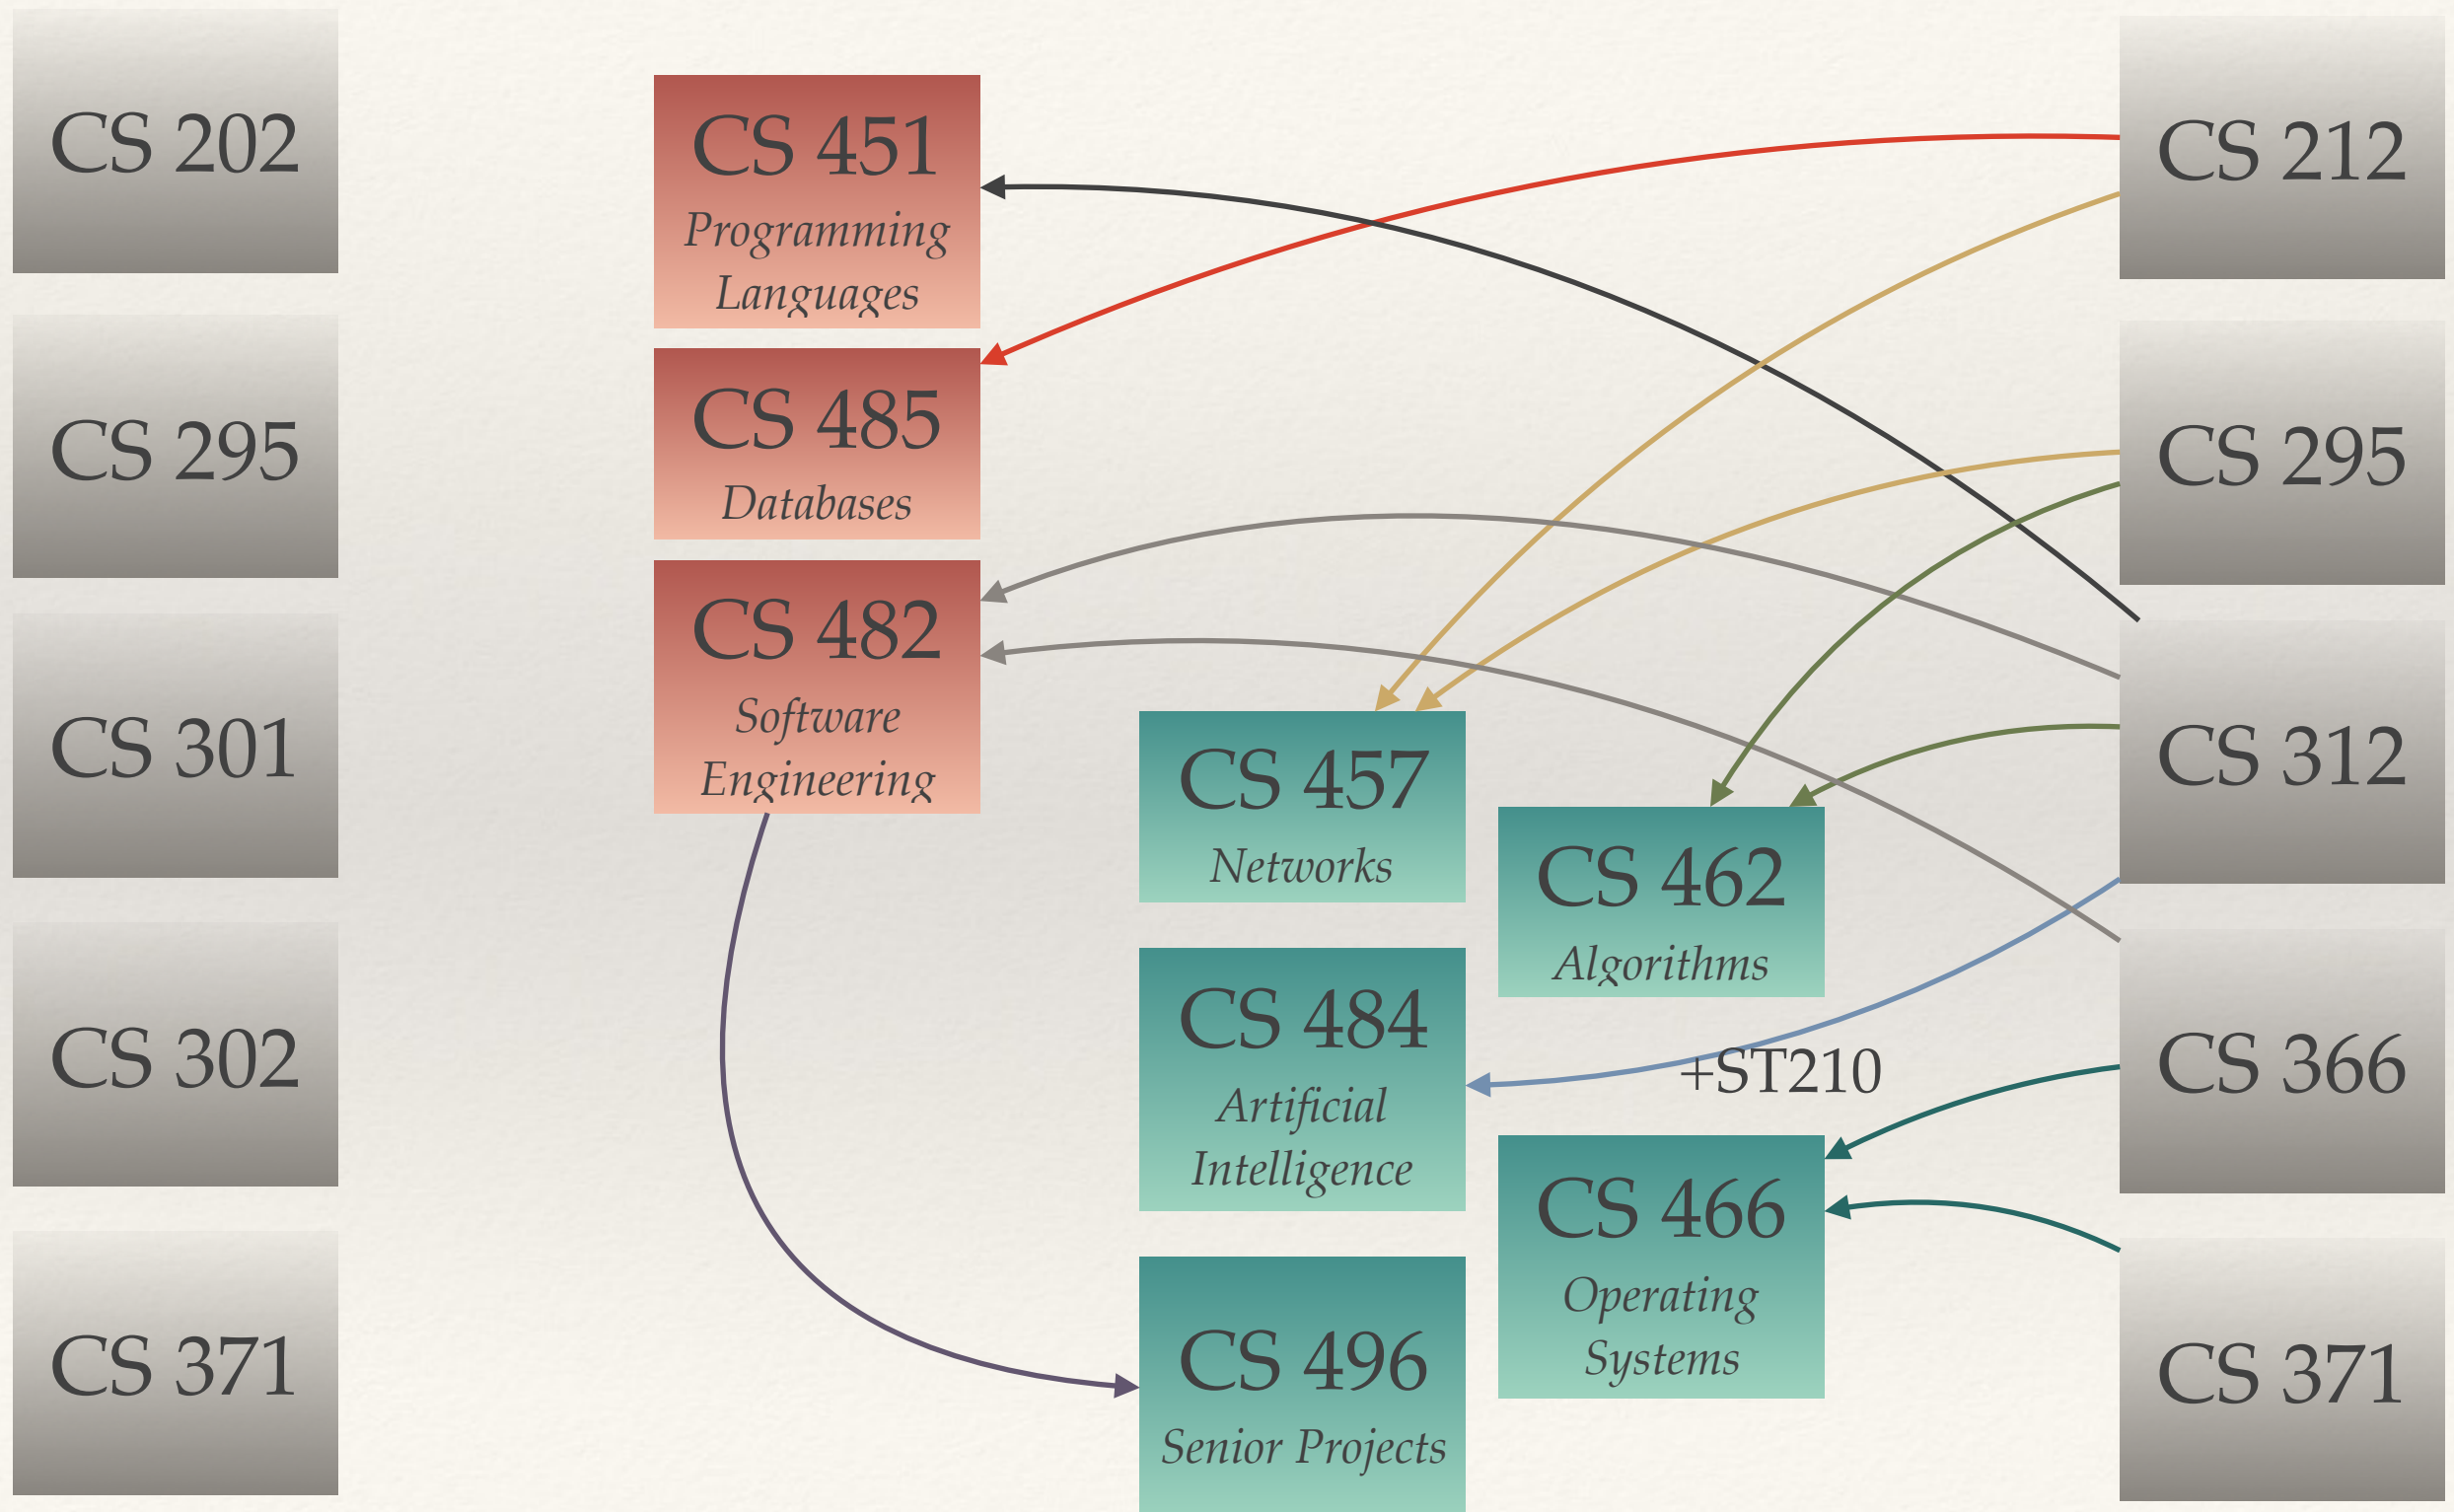 CS 202
CS 295
CS 301
CS 302
CS 371
CS 451
Programming
Languages
CS 485
Databases
CS 482
Software
Engineering
CS 457
Networks
CS 484
Artificial
Intelligence
CS 496
Senior Projects
CS 462
Algorithms
+ST210
CS 466
Operating
Systems
CS 212
CS 295
CS 312
CS 366
CS 371